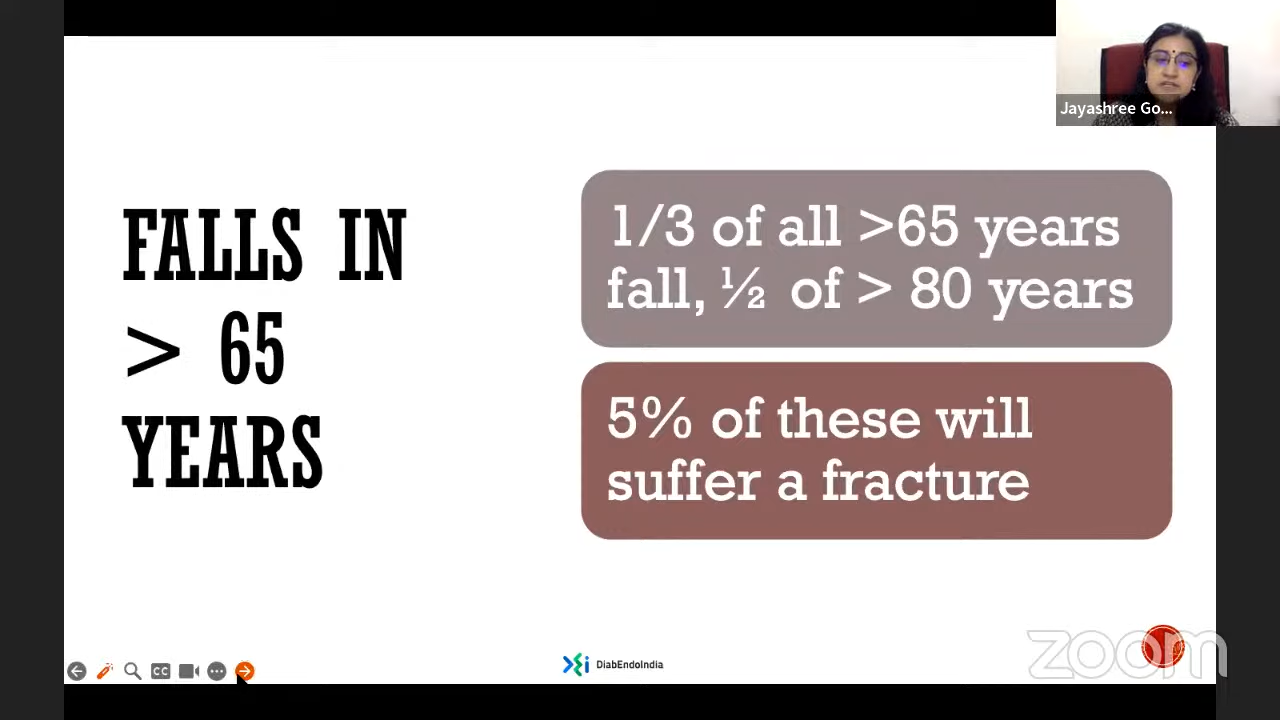 Jayashree Go...
FALLS IN
> 65
YEARS
1/3 of all >65 years
fall, ½ of > 80 years
5% of these will
suffer a fracture
CC
DiabEndoIndia
zoom